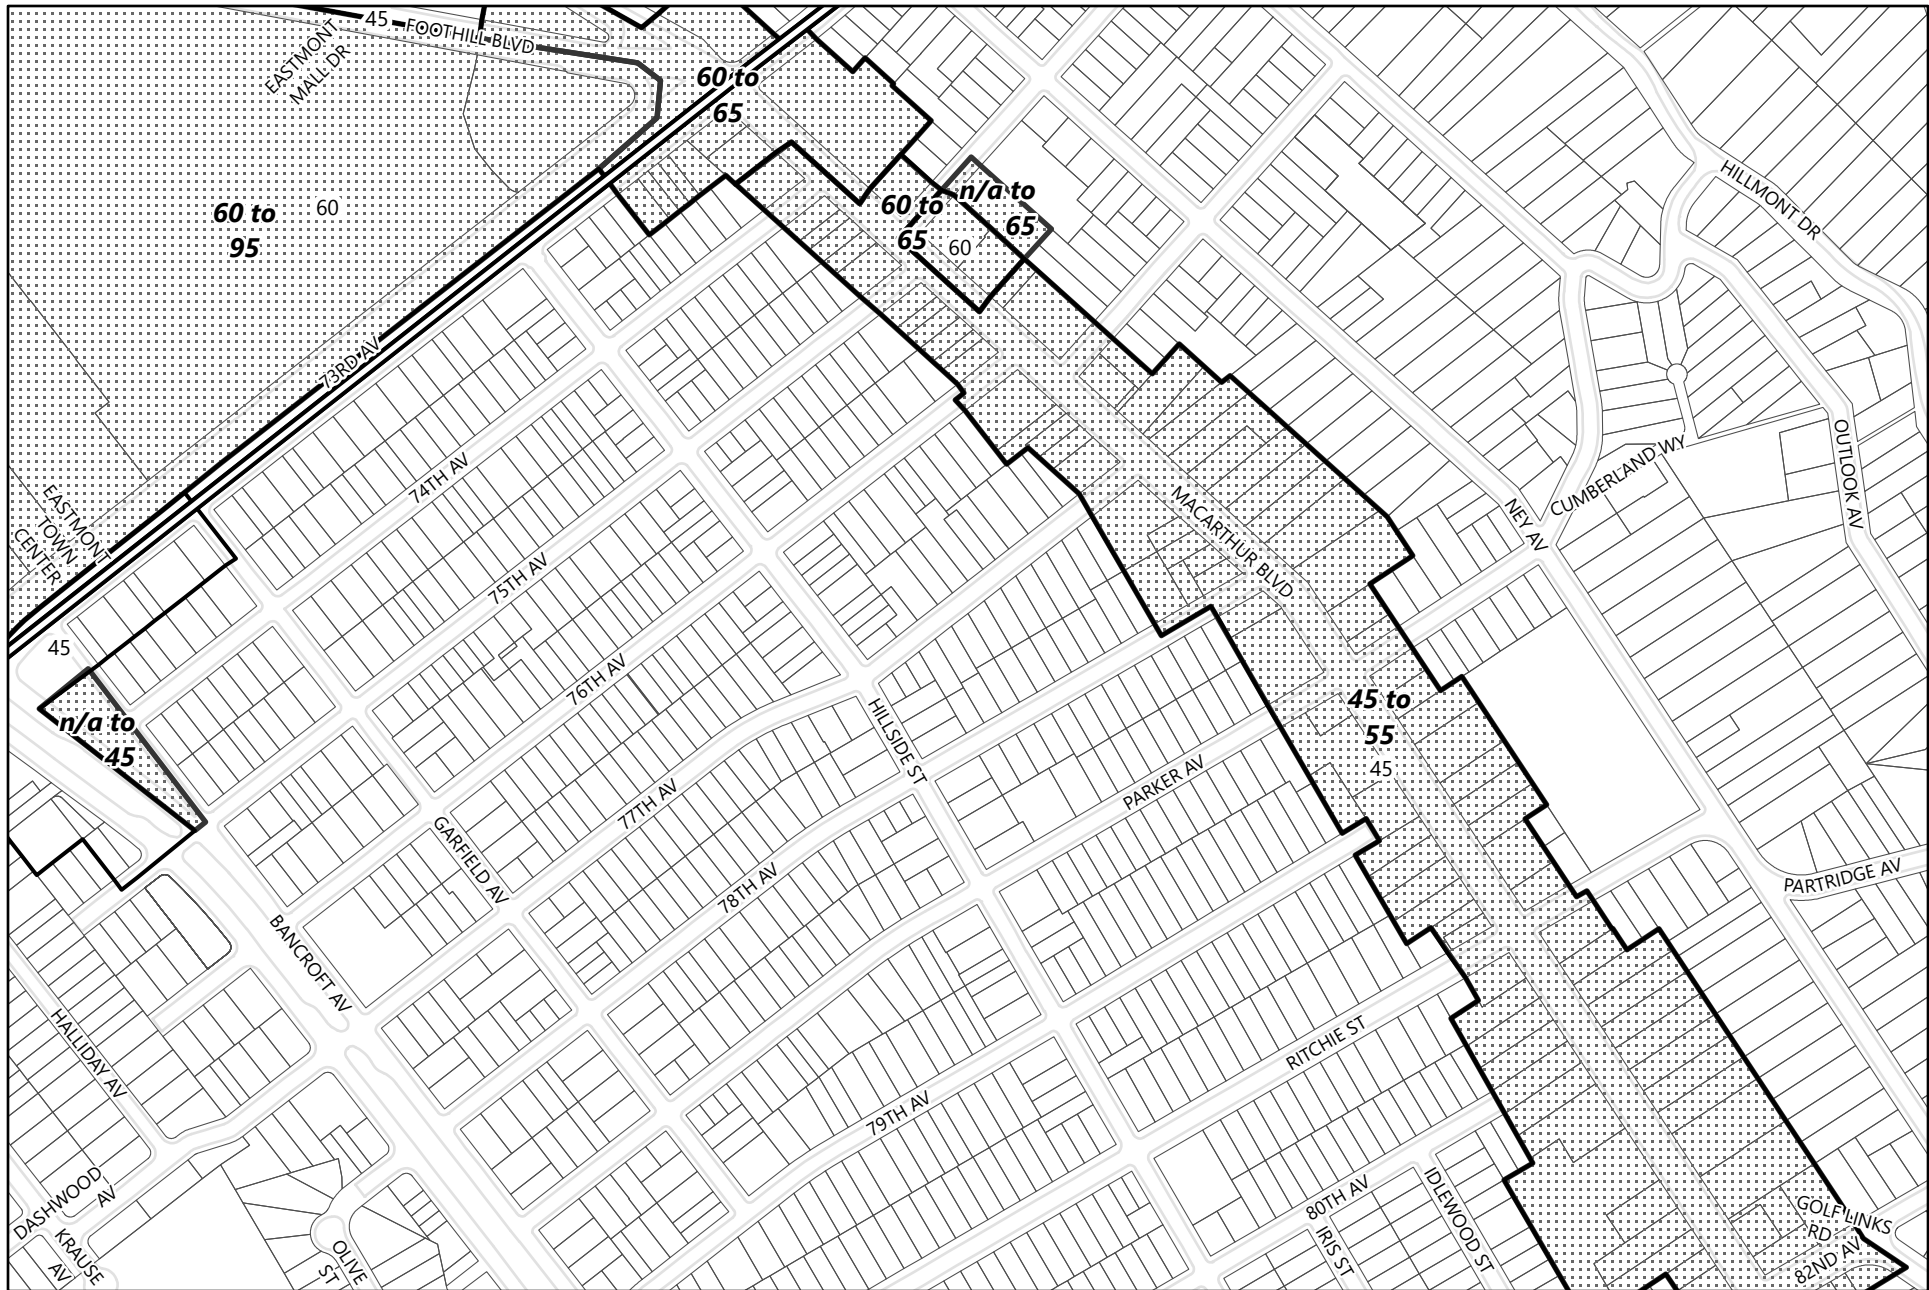 45
FOOTHILL BLVD
EASTMONT
MALL DR
60 to
65
60 to
95
60
n/a to
65
60 to
65
60
HILLMONT DR
73RD AV
74TH AV
75TH AV
76TH AV
77TH AV
78TH AV
79TH AV
80TH AV
EASTMONT
TOWN
CENTER
45
n/a to
45
MACARTHUR BLVD
NEY AV
CUMBERLAND WY
OUTLOOK AV
HILLSIDE ST
PARKER AV
45 to
55
45
GARFIELD AV
BANCROFT AV
PARTRIDGE AV
HALLIDAY AV
RITCHIE ST
DASHWOOD
AV
KRAUSE
AV
OLIVE
ST
IRIS ST
IDLEWOOD ST
GOLF LINKS
RD
82ND AV